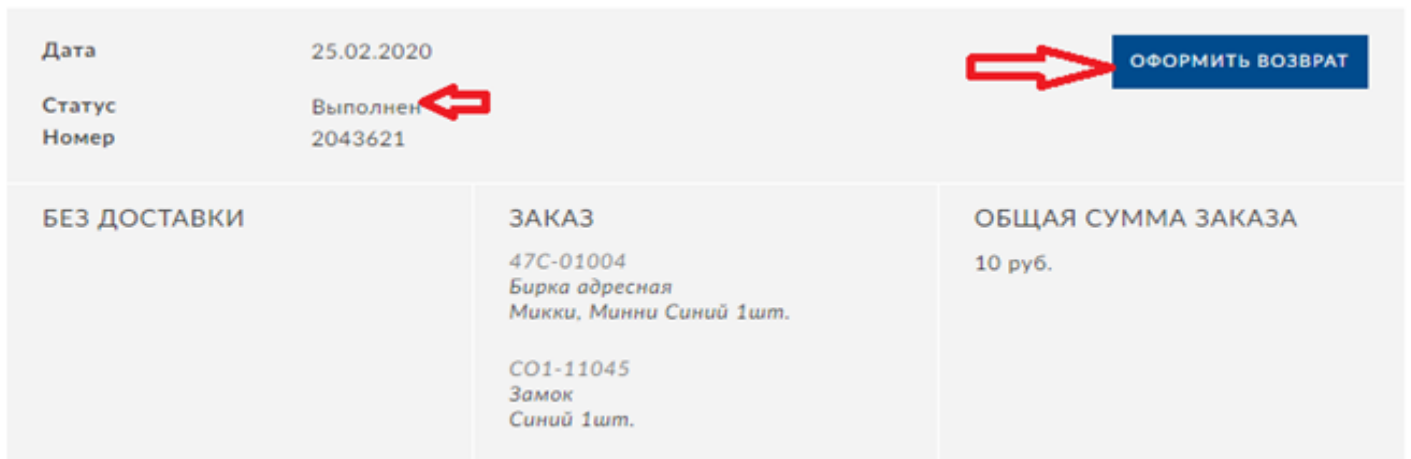 Дата 25.02.2020
ОФОРМИТЬ ВОЗВРАТ
Статус Выполнен
Номер 2043621
БЕЗ ДОСТАВКИ
ЗАКАЗ
47C-01004
Бирка адресная
Микки, Минни Синий 1шт.
CO1-11045
Замок
Синий 1шт.
ОБЩАЯ СУММА ЗАКАЗА
10 руб.